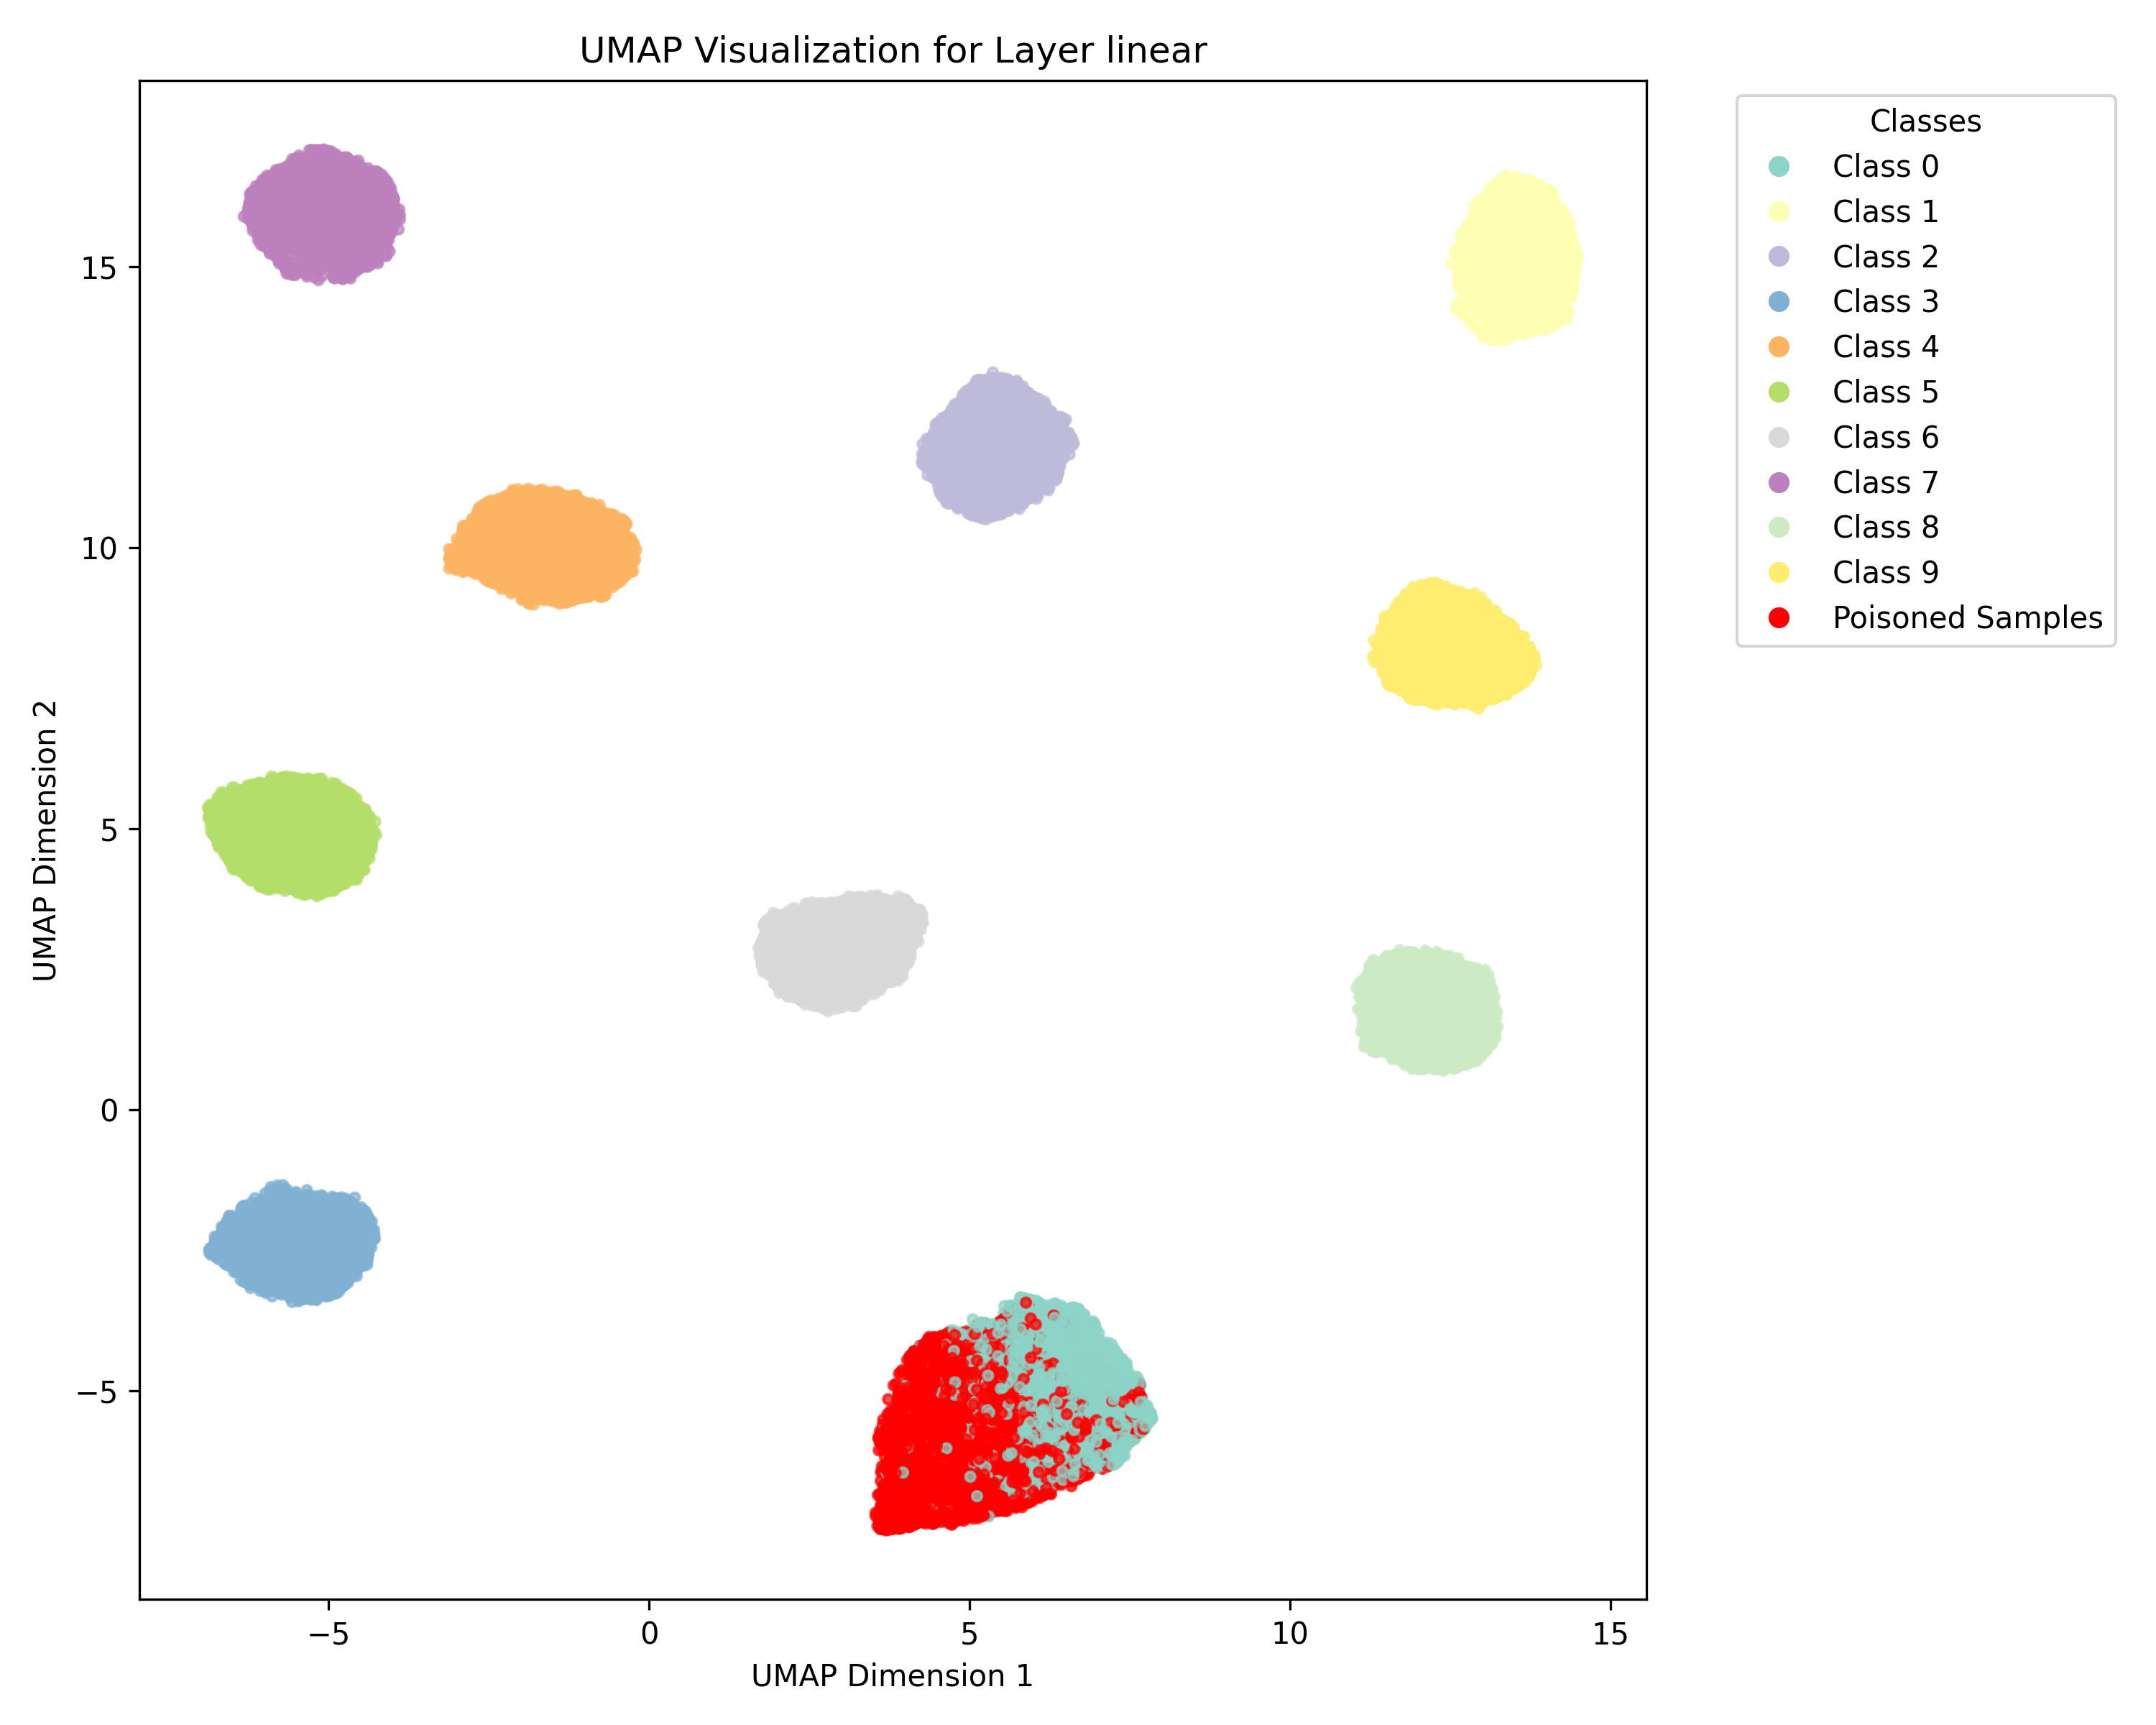 UMAP Visualization for Layer linear
Classes
Class 0
Class 1
Class 2
Class 3
Class 4
Class 5
Class 6
Class 7
Class 8
Class 9
Poisoned Samples
UMAP Dimension 2
15
10
5
0
−5
−5
0
5
10
15
UMAP Dimension 1